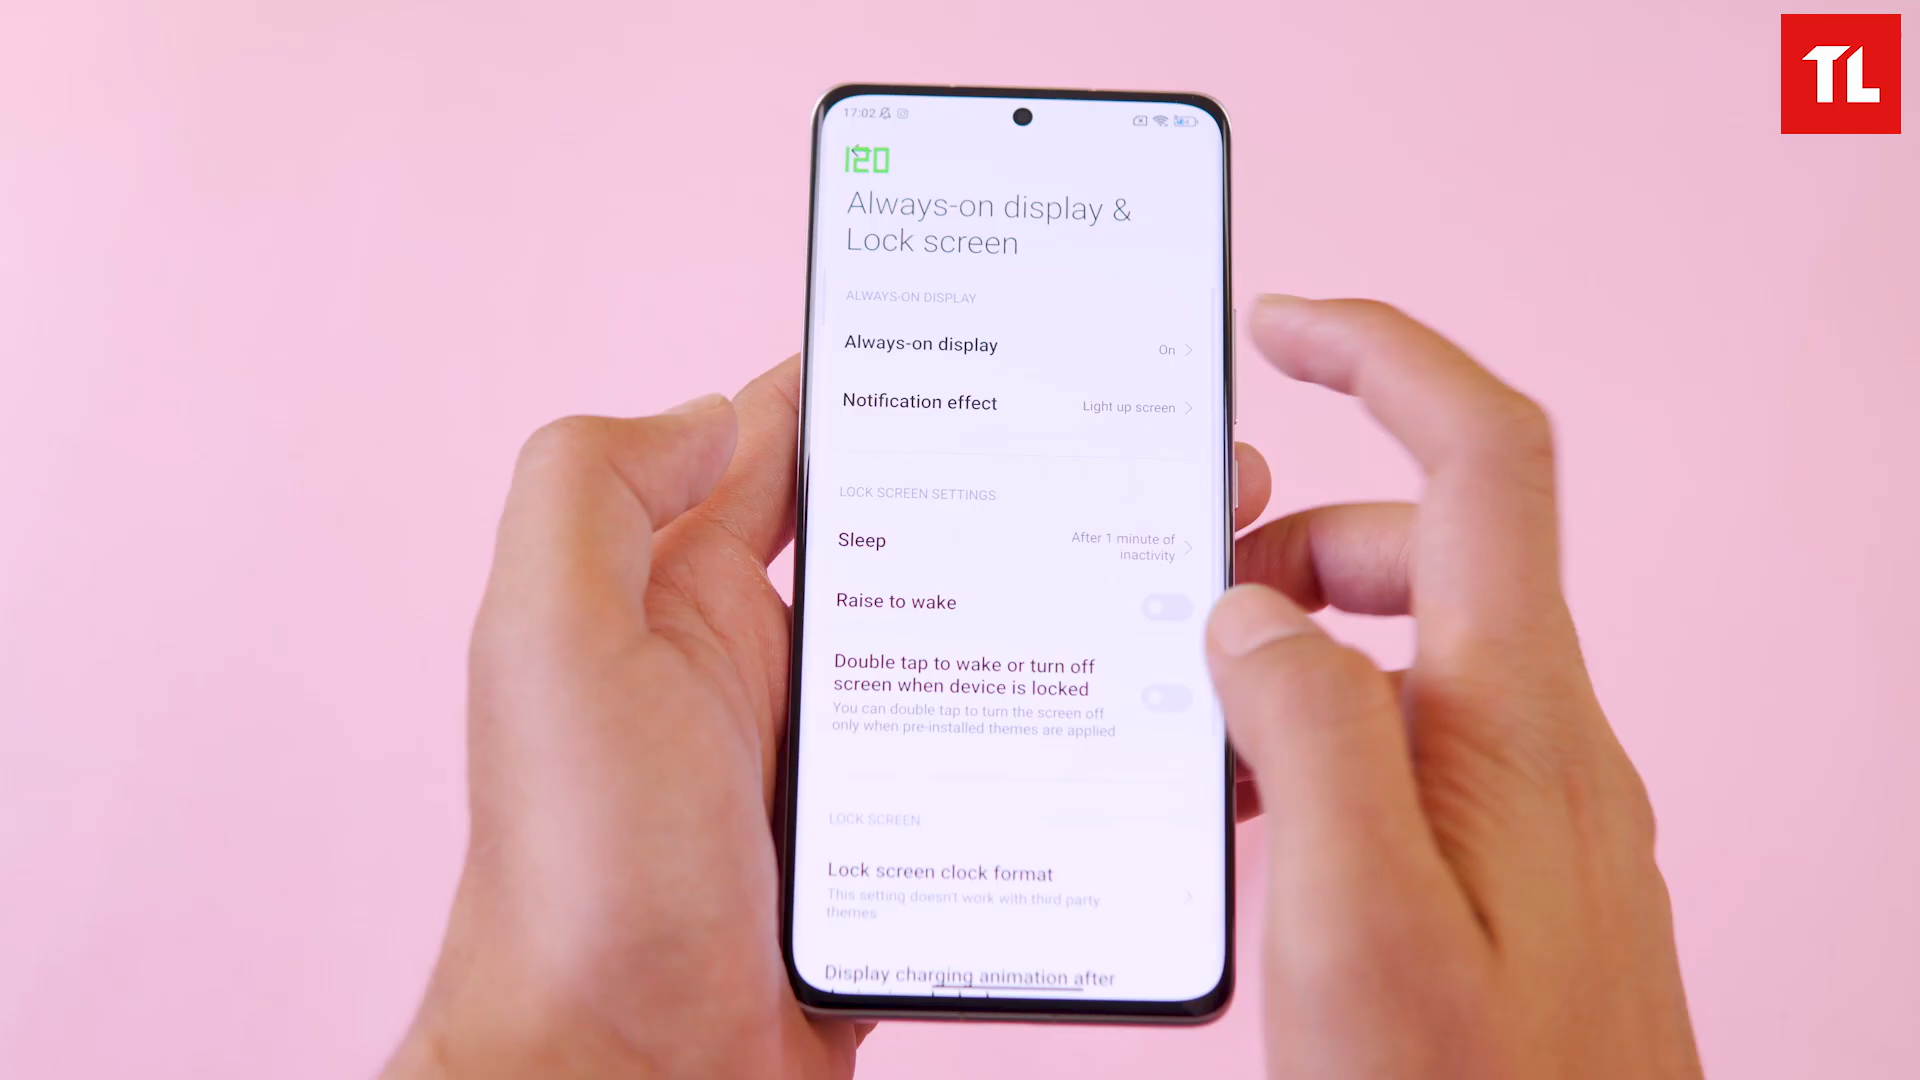 TL
17:02
120
Always-on display &
Lock screen
ALWAYS-ON DISPLAY
Always-on display
On
Notification effect
Light up screen
LOCK SCREEN SETTINGS
Sleep
After 1 minute of
inactivity
Raise to wake
Double tap to wake or turn off
screen when device is locked
You can double tap to turn the screen off
only when pre-installed themes are applied
LOCK SCREEN
Lock screen clock format
This setting doesn't work with third party
themes
Display charging animation after